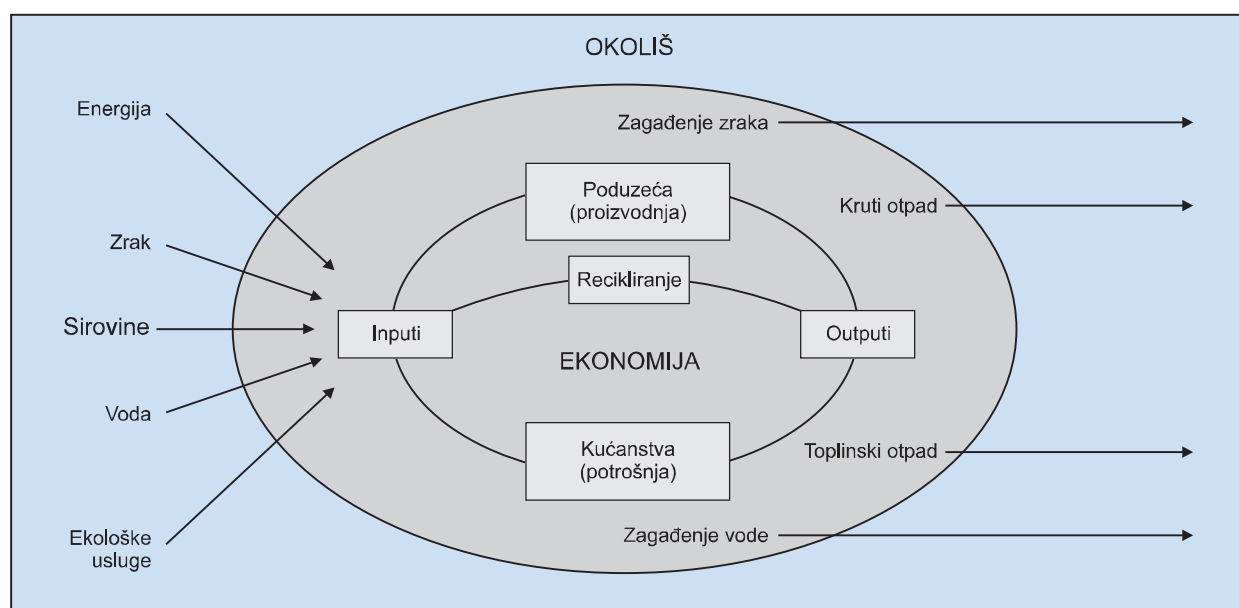 OKOLIŠ
Energija
Zagađenje zraka
Poduzeća
(proizvodnja)
Kruti otpad
Zrak
Recikliranje
Sirovine
Inputi
Outputi
EKONOMIJA
Voda
Kućanstva
(potrošnja)
Toplinski otpad
Ekološke
usluge
Zagađenje vode